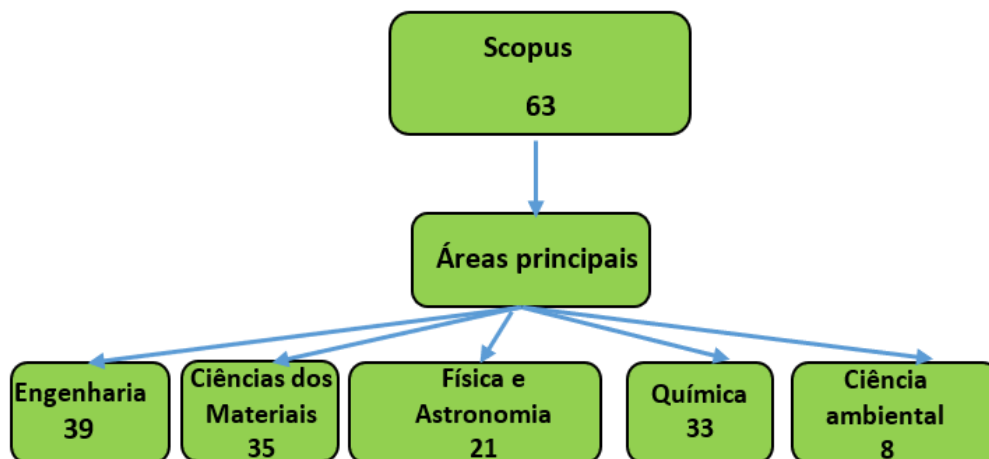 Scopus
63
Áreas principais
Engenharia
39
Ciências dos
Materiais
35
Física e
Astronomia
21
Química
33
Ciência
ambiental
8